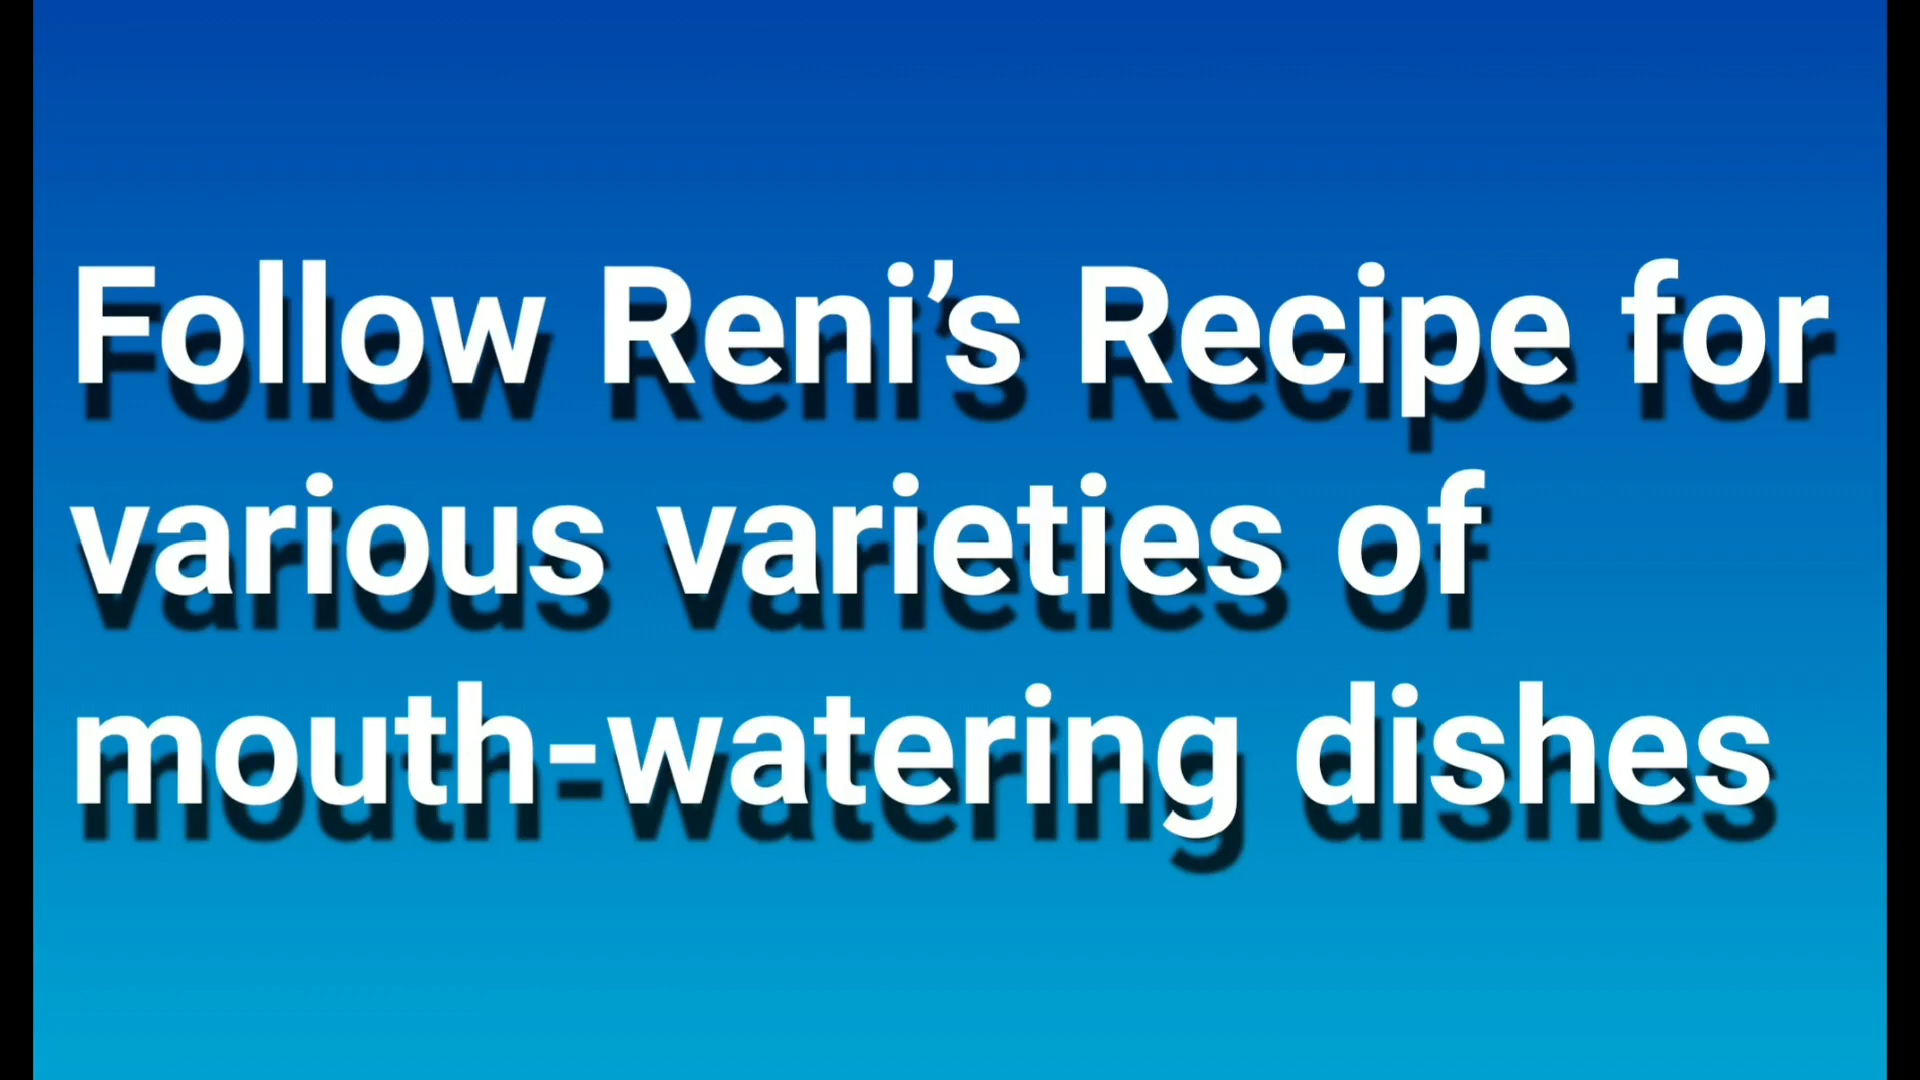 Follow Reni’s Recipe for
various varieties of
mouth-watering dishes